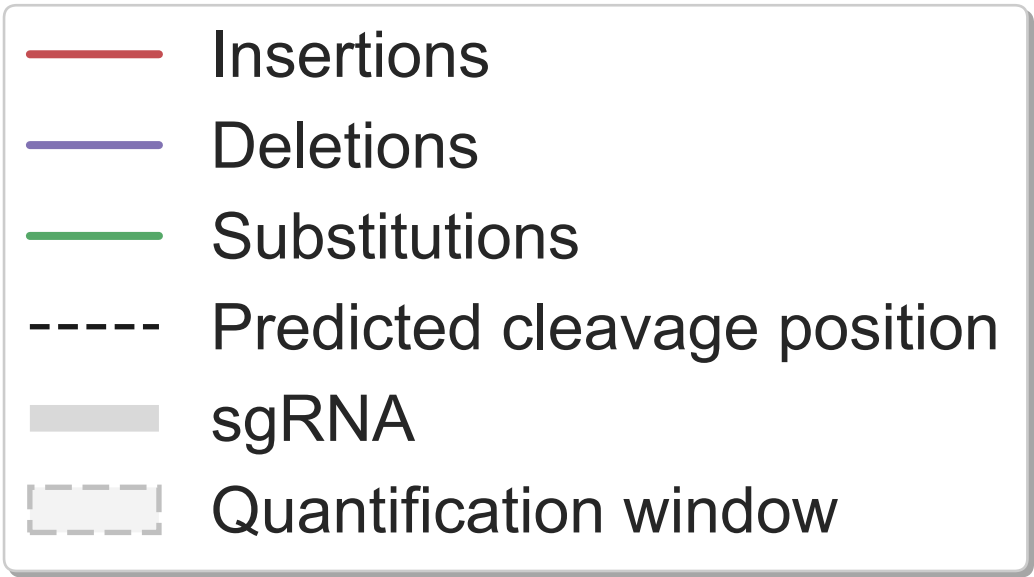 Insertions
Deletions
Substitutions
Predicted cleavage position
sgRNA
Quantification window